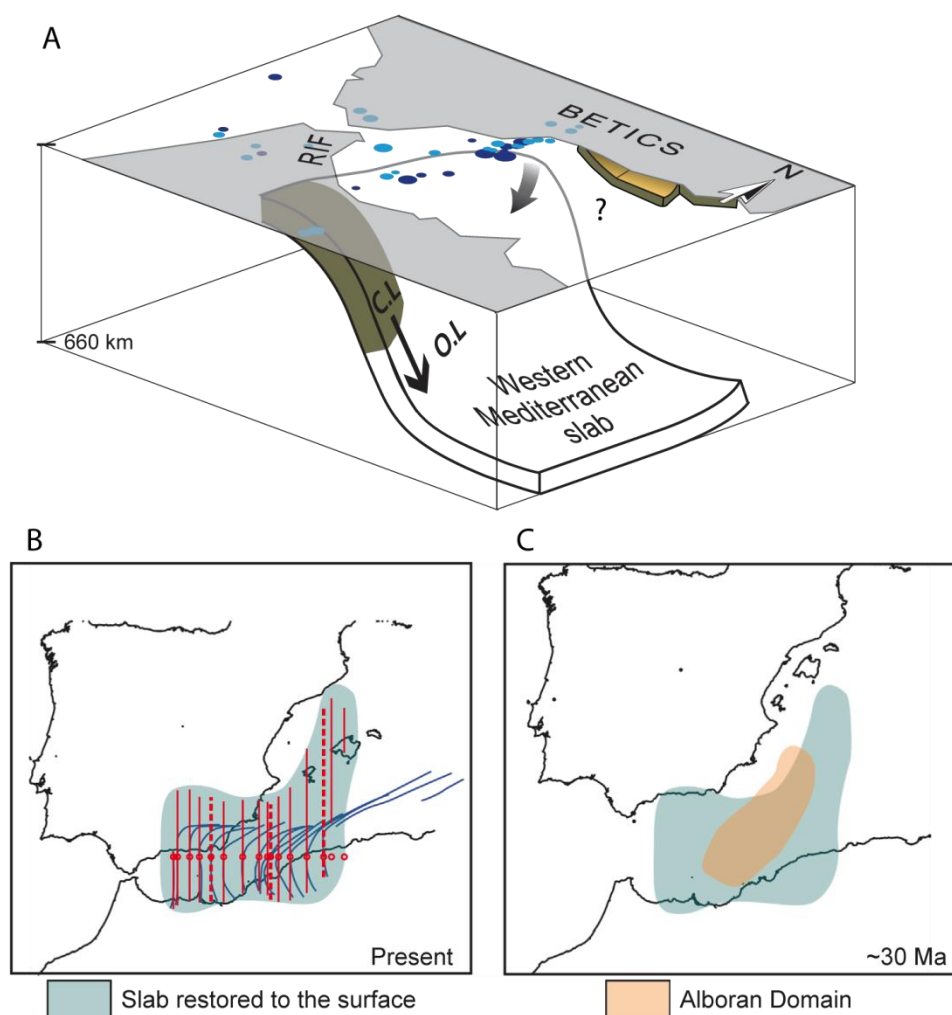 A
BETICS
RIF
N
?
C.L
O.L
660 km
Western
Mediterranean
slab
B
C
Present
~30 Ma
Slab restored to the surface
Alboran Domain